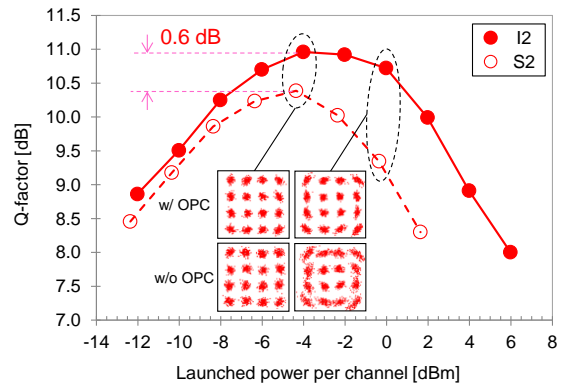 0.6 dB
I2
S2
Q-factor [dB]
11.5
11.0
10.5
10.0
9.5
9.0
8.5
8.0
7.5
7.0
w/ OPC
w/o OPC
-14 -12 -10 -8 -6 -4 -2 0 2 4 6 8
Launched power per channel [dBm]